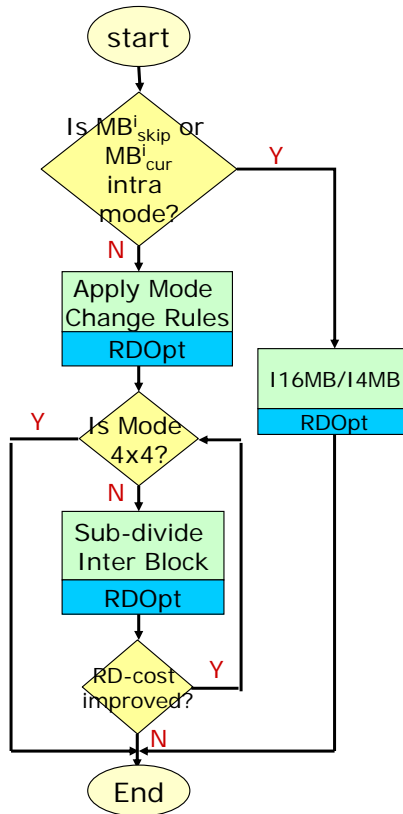 start
Is MBⁱskip or
MBⁱcur
intra
mode?
Y
N
Apply Mode
Change Rules
RDOpt
I16MB/I4MB
RDOpt
Y
Is Mode
4x4?
N
Sub-divide
Inter Block
RDOpt
RD-cost
improved?
Y
N
End